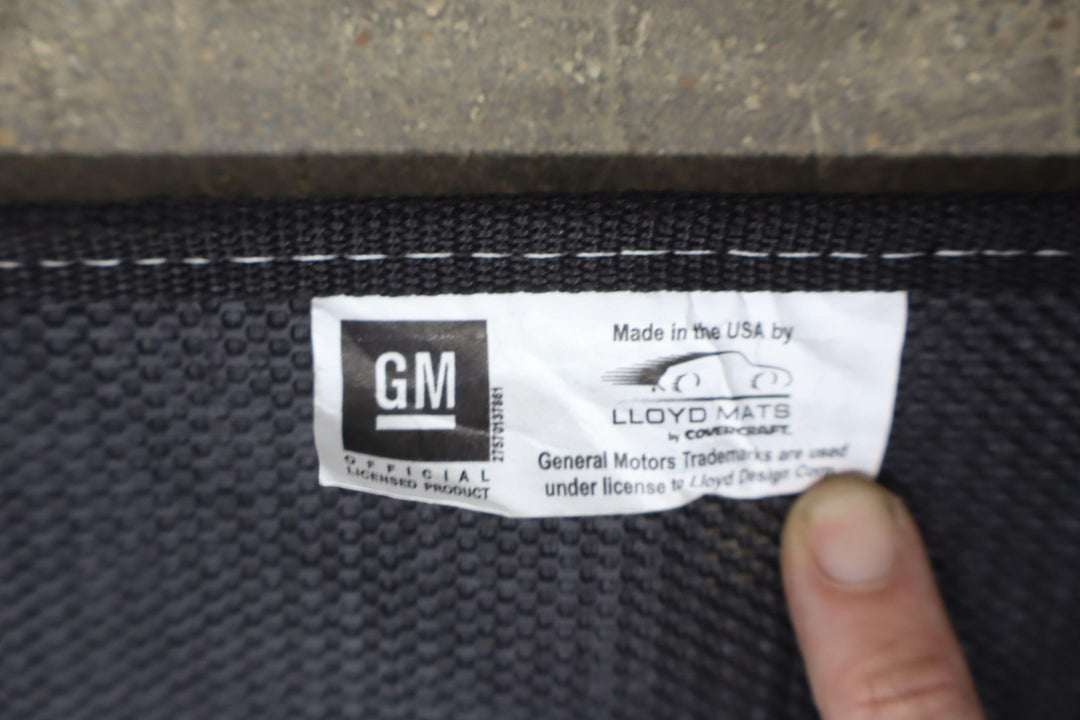 GM
27570137861
OFFICIAL
LICENSED PRODUCT
Made in the USA by
LLOYD MATS
by COVERCRAFT.
General Motors Trademarks are used
under license to Lloyd Design Corp.